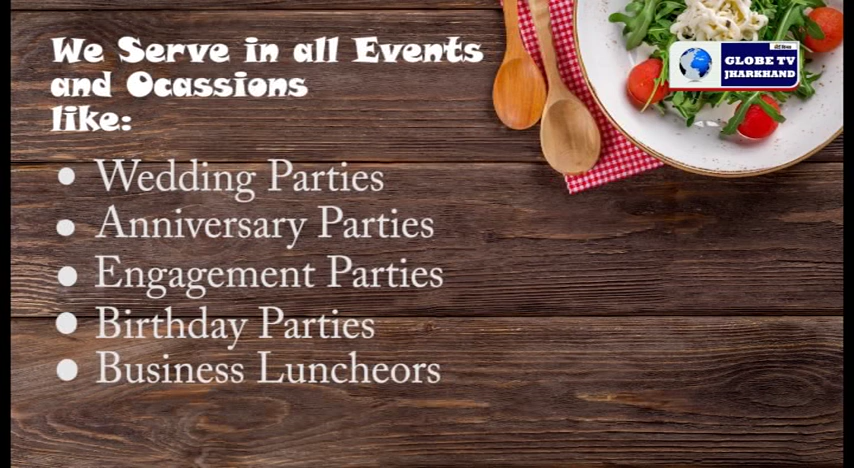 We Serve in all Events
and Ocassions
like:
GLOBE TV
JHARKHAND
● Wedding Parties
● Anniversary Parties
● Engagement Parties
● Birthday Parties
● Business Luncheors